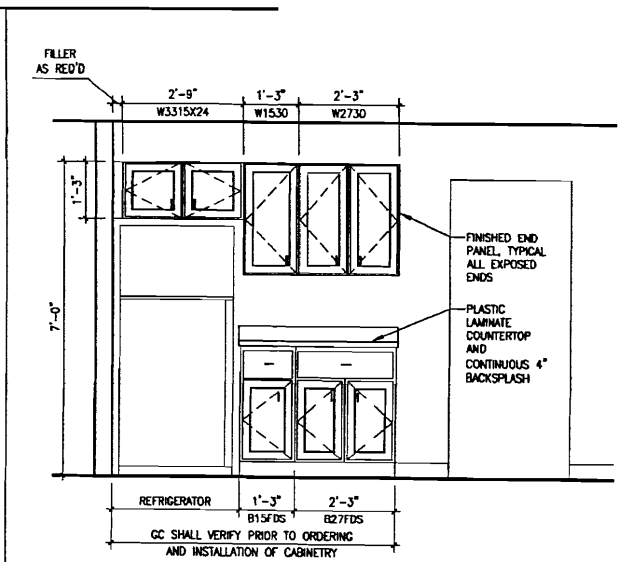 FILLER
AS REQ'D
2'-9" 1'-3" 2'-3"
W3315X24 W1530 W2730
1'-3"
7'-0"
FINISHED END
PANEL, TYPICAL
ALL EXPOSED
ENDS
PLASTIC
LAMINATE
COUNTERTOP
AND
CONTINUOUS 4"
BACKSPLASH
REFRIGERATOR 1'-3" 2'-3"
B15FDS B27FDS
GC SHALL VERIFY PRIOR TO ORDERING
AND INSTALLATION OF CABINETRY